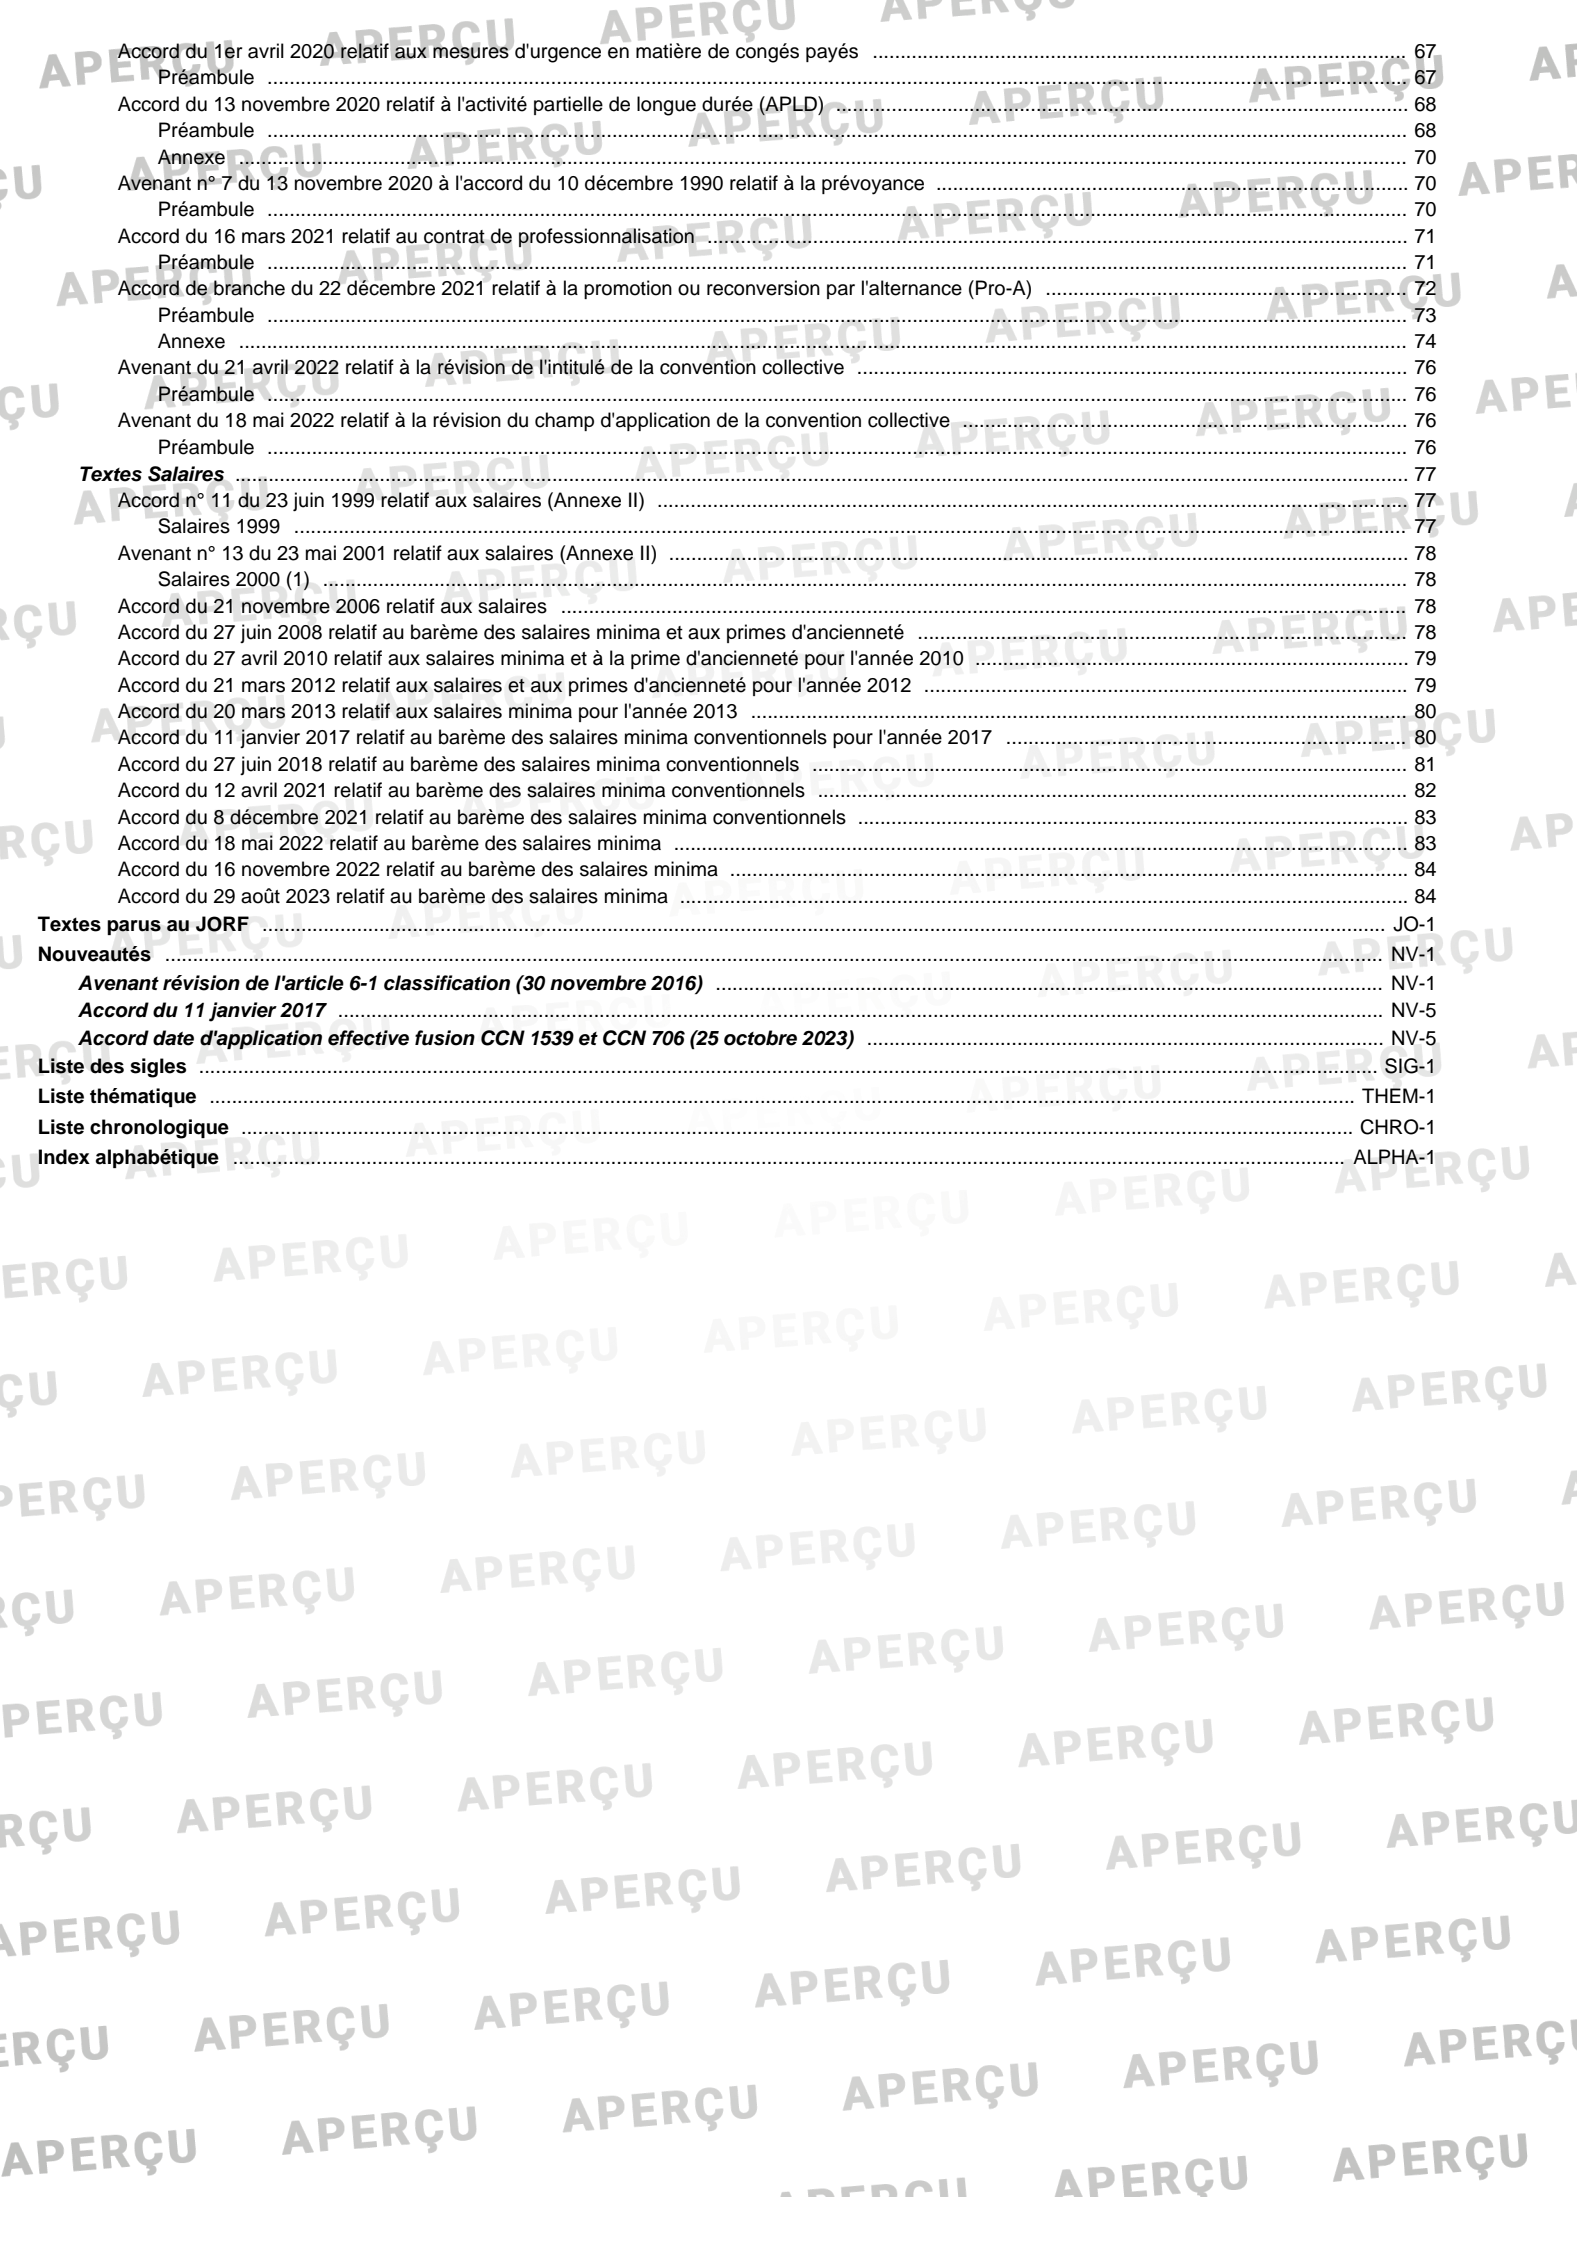 Accord du 1er avril 2020 relatif aux mesures d'urgence en matière de congés payés ... 67
Préambule ... 67
Accord du 13 novembre 2020 relatif à l'activité partielle de longue durée (APLD) ... 68
Préambule ... 68
Annexe ... 70
Avenant n° 7 du 13 novembre 2020 à l'accord du 10 décembre 1990 relatif à la prévoyance ... 70
Préambule ... 70
Accord du 16 mars 2021 relatif au contrat de professionnalisation ... 71
Préambule ... 71
Accord de branche du 22 décembre 2021 relatif à la promotion ou reconversion par l'alternance (Pro-A) ... 72
Préambule ... 73
Annexe ... 74
Avenant du 21 avril 2022 relatif à la révision de l'intitulé de la convention collective ... 76
Préambule ... 76
Avenant du 18 mai 2022 relatif à la révision du champ d'application de la convention collective ... 76
Préambule ... 76
Textes Salaires ... 77
Accord n° 11 du 23 juin 1999 relatif aux salaires (Annexe II) ... 77
Salaires 1999 ... 77
Avenant n° 13 du 23 mai 2001 relatif aux salaires (Annexe II) ... 78
Salaires 2000 (1) ... 78
Accord du 21 novembre 2006 relatif aux salaires ... 78
Accord du 27 juin 2008 relatif au barème des salaires minima et aux primes d'ancienneté ... 78
Accord du 27 avril 2010 relatif aux salaires minima et à la prime d'ancienneté pour l'année 2010 ... 79
Accord du 21 mars 2012 relatif aux salaires et aux primes d'ancienneté pour l'année 2012 ... 79
Accord du 20 mars 2013 relatif aux salaires minima pour l'année 2013 ... 80
Accord du 11 janvier 2017 relatif au barème des salaires minima conventionnels pour l'année 2017 ... 80
Accord du 27 juin 2018 relatif au barème des salaires minima conventionnels ... 81
Accord du 12 avril 2021 relatif au barème des salaires minima conventionnels ... 82
Accord du 8 décembre 2021 relatif au barème des salaires minima conventionnels ... 83
Accord du 18 mai 2022 relatif au barème des salaires minima ... 83
Accord du 16 novembre 2022 relatif au barème des salaires minima ... 84
Accord du 29 août 2023 relatif au barème des salaires minima ... 84
Textes parus au JORF ... JO-1
Nouveautés ... NV-1
Avenant révision de l'article 6-1 classification (30 novembre 2016) ... NV-1
Accord du 11 janvier 2017 ... NV-5
Accord date d'application effective fusion CCN 1539 et CCN 706 (25 octobre 2023) ... NV-5
Liste des sigles ... SIG-1
Liste thématique ... THEM-1
Liste chronologique ... CHRO-1
Index alphabétique ... ALPHA-1
APERÇU